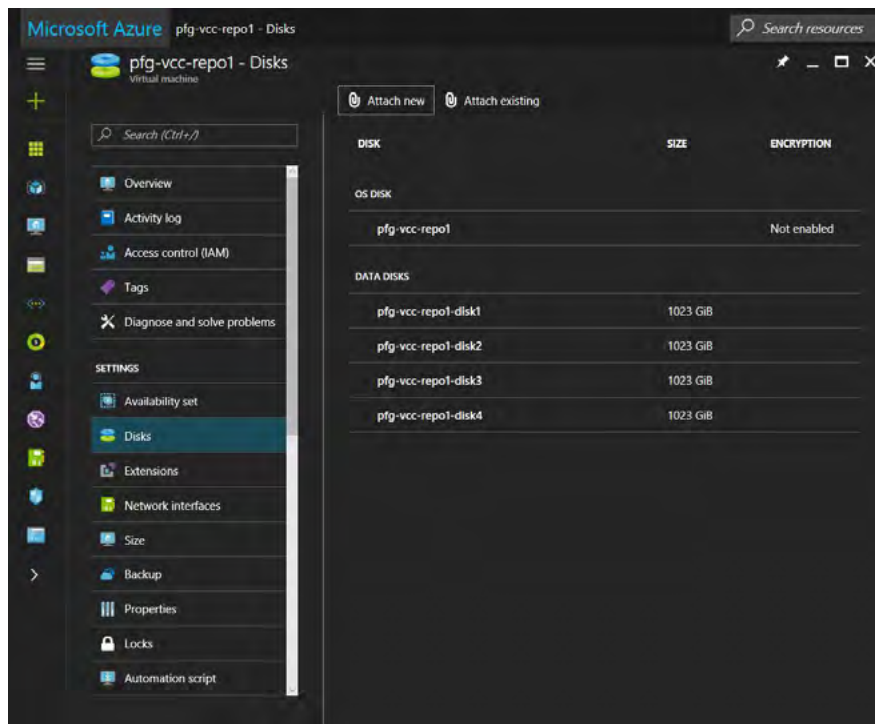 Microsoft Azure pfg-vcc-repo1 - Disks
Search resources
pfg-vcc-repo1 - Disks
Virtual machine
Attach new
Attach existing
Search (Ctrl+/)
Overview
Activity log
Access control (IAM)
Tags
Diagnose and solve problems
SETTINGS
Availability set
Disks
Extensions
Network interfaces
Size
Backup
Properties
Locks
Automation script
DISK SIZE ENCRYPTION
OS DISK
pfg-vcc-repo1 Not enabled
DATA DISKS
pfg-vcc-repo1-disk1 1023 GiB
pfg-vcc-repo1-disk2 1023 GiB
pfg-vcc-repo1-disk3 1023 GiB
pfg-vcc-repo1-disk4 1023 GiB